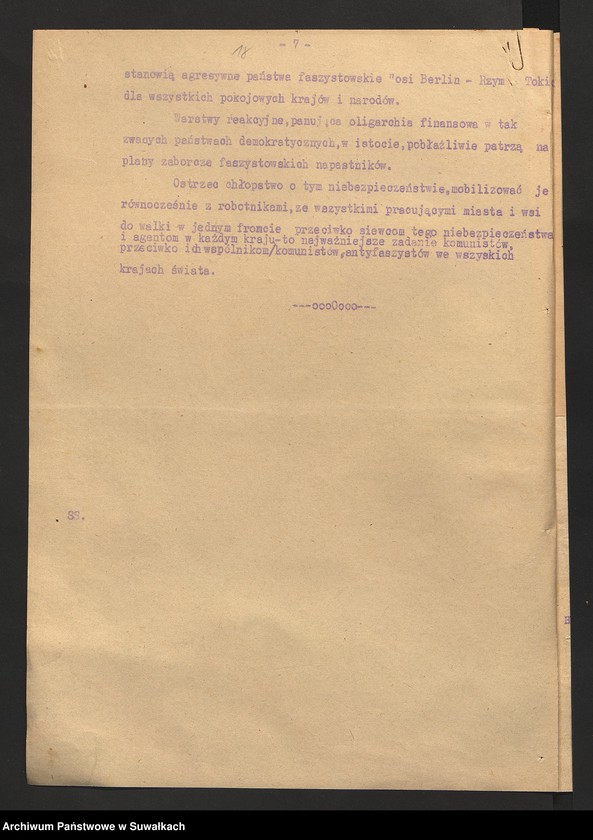 18
- 7 -
stanowią agresywne państwa faszystowskie "osi Berlin - Rzym Tokio
dla wszystkich pokojowych krajów i narodów.
Warstwy reakcyjne,panująca oligarchia finansowa w tak
zwanych państwach demokratycznych,w istocie,pobłażliwie patrzą na
plany zaborcze faszystowskich napastników.
Ostrzec chłopstwo o tym niebezpieczeństwie,mobilizować je
równocześnie z robotnikami,ze wszystkimi pracującymi miasta i wsi
do walki w jednym froncie przeciwko siewcom tego niebezpieczeństwa
i agentom w każdym kraju-to najważniejsze zadanie komunistów,
przeciwko ich wspólnikom/komunistów,antyfaszystów we wszyskich
krajach świata.
---oooOooo---
88.
Archiwum Państwowe w Suwałkach